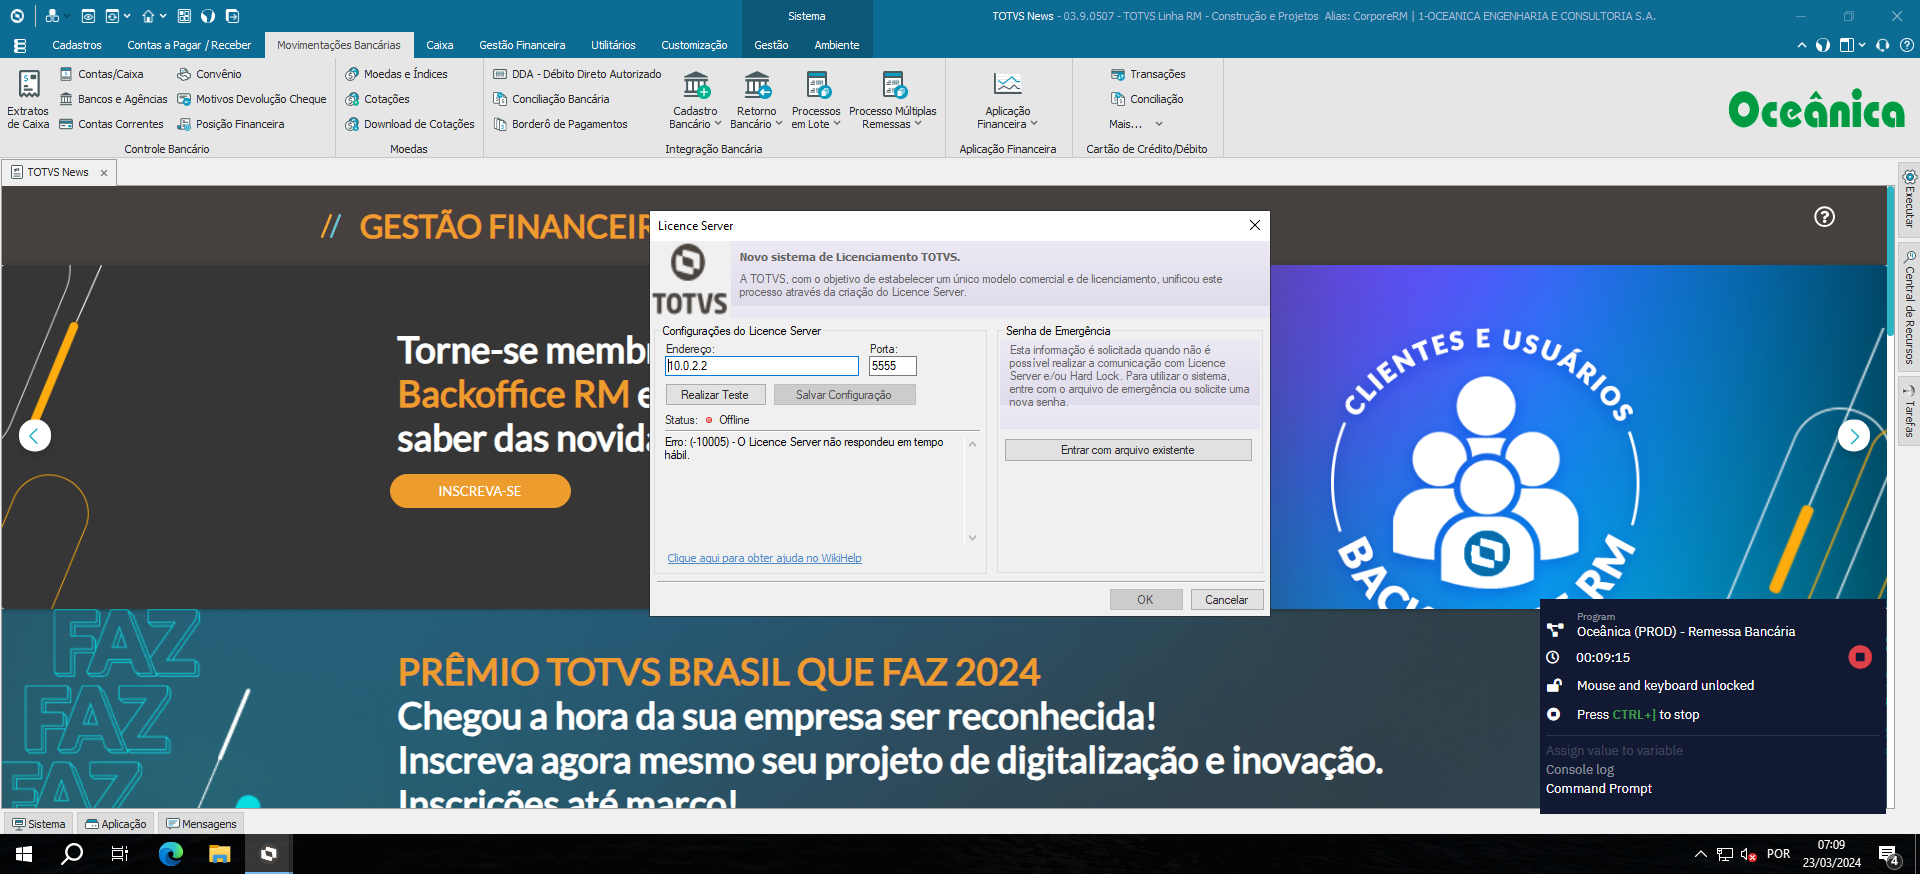 Sistema
TOTVS News - 03.9.0507 - TOTVS Linha RM - Construção e Projetos Alias: CorporeRM | 1-OCEANICA ENGENHARIA E CONSULTORIA S.A.
Cadastros
Contas a Pagar / Receber
Movimentações Bancárias
Caixa
Gestão Financeira
Utilitários
Customização
Gestão
Ambiente
Extratos
de Caixa
Contas/Caixa
Bancos e Agências
Contas Correntes
Convênio
Motivos Devolução Cheque
Posição Financeira
Controle Bancário
Moedas e Índices
Cotações
Download de Cotações
Moedas
DDA - Débito Direto Autorizado
Conciliação Bancária
Borderô de Pagamentos
Cadastro
Bancário
Retorno
Bancário
Processos
em Lote
Processo Múltiplas
Remessas
Integração Bancária
Aplicação
Financeira
Aplicação Financeira
Transações
Conciliação
Mais...
Cartão de Crédito/Débito
Oceânica
TOTVS News
// GESTÃO FINANCEIR
Torne-se memb
Backoffice RM e
saber das novida
INSCREVA-SE
Licence Server
TOTVS
Novo sistema de Licenciamento TOTVS.
A TOTVS, com o objetivo de estabelecer um único modelo comercial e de licenciamento, unificou este
processo através da criação do Licence Server.
Configurações do Licence Server
Endereço:
Porta:
10.0.2.2
5555
Realizar Teste
Salvar Configuração
Status:
Offline
Erro: (-10005) - O Licence Server não respondeu em tempo
hábil.
Clique aqui para obter ajuda no WikiHelp
Senha de Emergência
Esta informação é solicitada quando não é
possível realizar a comunicação com Licence
Server e/ou Hard Lock. Para utilizar o sistema,
entre com o arquivo de emergência ou solicite uma
nova senha.
Entrar com arquivo existente
OK
Cancelar
CLIENTES E USUÁRIOS
BACKOFFICE RM
Executar
Central de Recursos
Tarefas
FAZ
FAZ
FAZ
PRÊMIO TOTVS BRASIL QUE FAZ 2024
Chegou a hora da sua empresa ser reconhecida!
Inscreva agora mesmo seu projeto de digitalização e inovação.
Inscrições até março!
Program
Oceânica (PROD) - Remessa Bancária
00:09:15
Mouse and keyboard unlocked
Press CTRL+] to stop
Assign value to variable
Console log
Command Prompt
Sistema
Aplicação
Mensagens
POR
07:09
23/03/2024
4